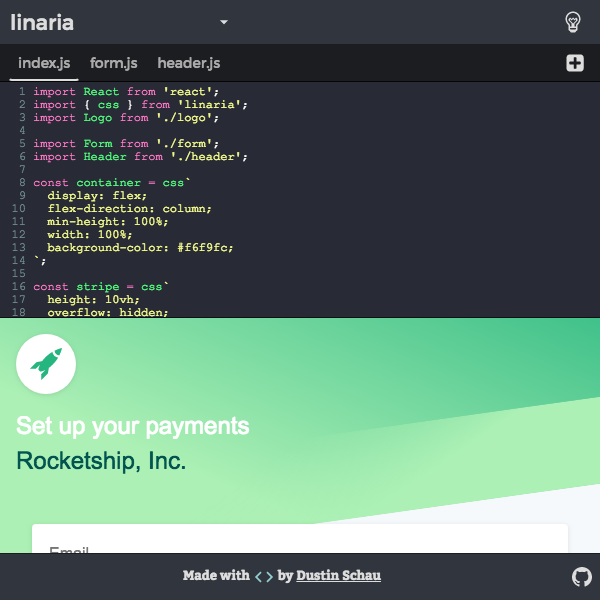 linaria
index.js form.js header.js
1 import React from 'react';
2 import { css } from 'linaria';
3 import Logo from './logo';
4
5 import Form from './form';
6 import Header from './header';
7
8 const container = css`
9 display: flex;
10 flex-direction: column;
11 min-height: 100%;
12 width: 100%;
13 background-color: #f6f9fc;
14 `;
15
16 const stripe = css`
17 height: 10vh;
18 overflow: hidden;
Set up your payments
Rocketship, Inc.
Email
Made with <> by Dustin Schau